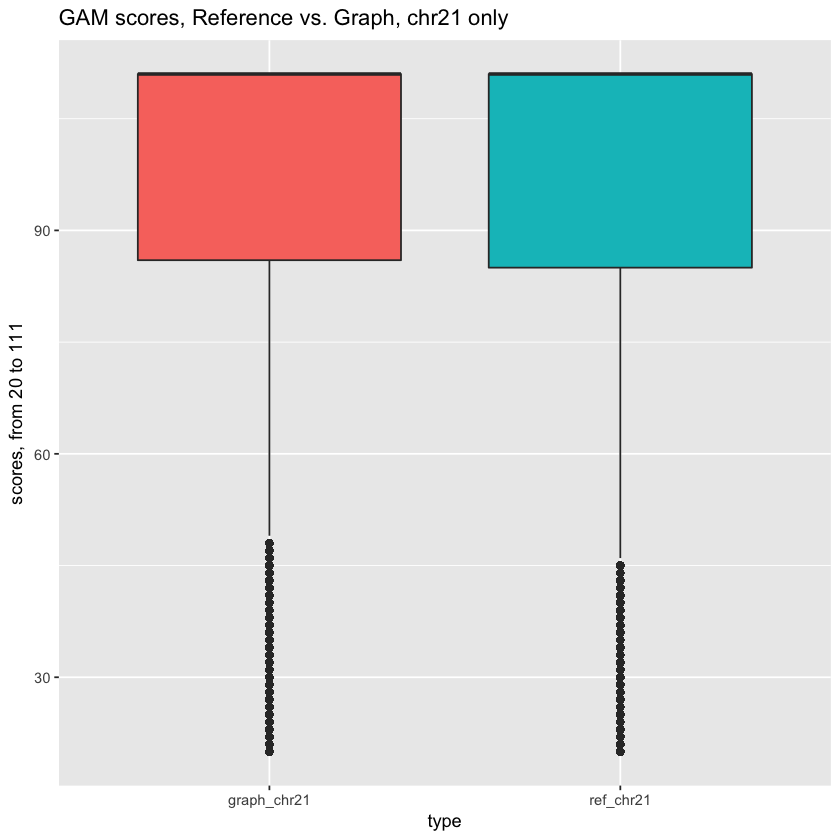 GAM scores, Reference vs. Graph, chr21 only
scores, from 20 to 111
90
60
30
graph_chr21
ref_chr21
type